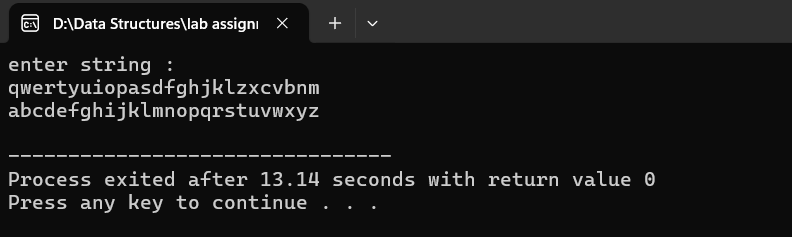 D:\Data Structures\lab assign
enter string :
qwertyuiopasdfghjklzxcvbnm
abcdefghijklmnopqrstuvwxyz
--------------------------------
Process exited after 13.14 seconds with return value 0
Press any key to continue . . .